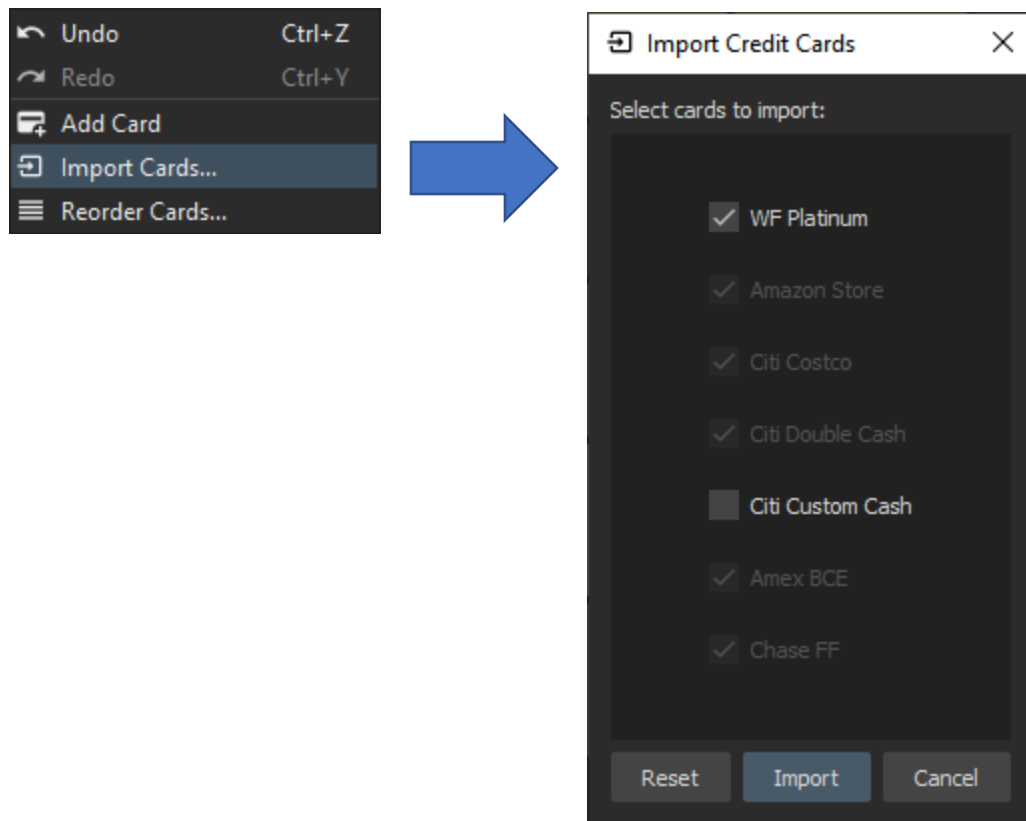 Undo Ctrl+Z
Redo Ctrl+Y
Add Card
Import Cards...
Reorder Cards...
Import Credit Cards
Select cards to import:
WF Platinum
Amazon Store
Citi Costco
Citi Double Cash
Citi Custom Cash
Amex BCE
Chase FF
Reset Import Cancel